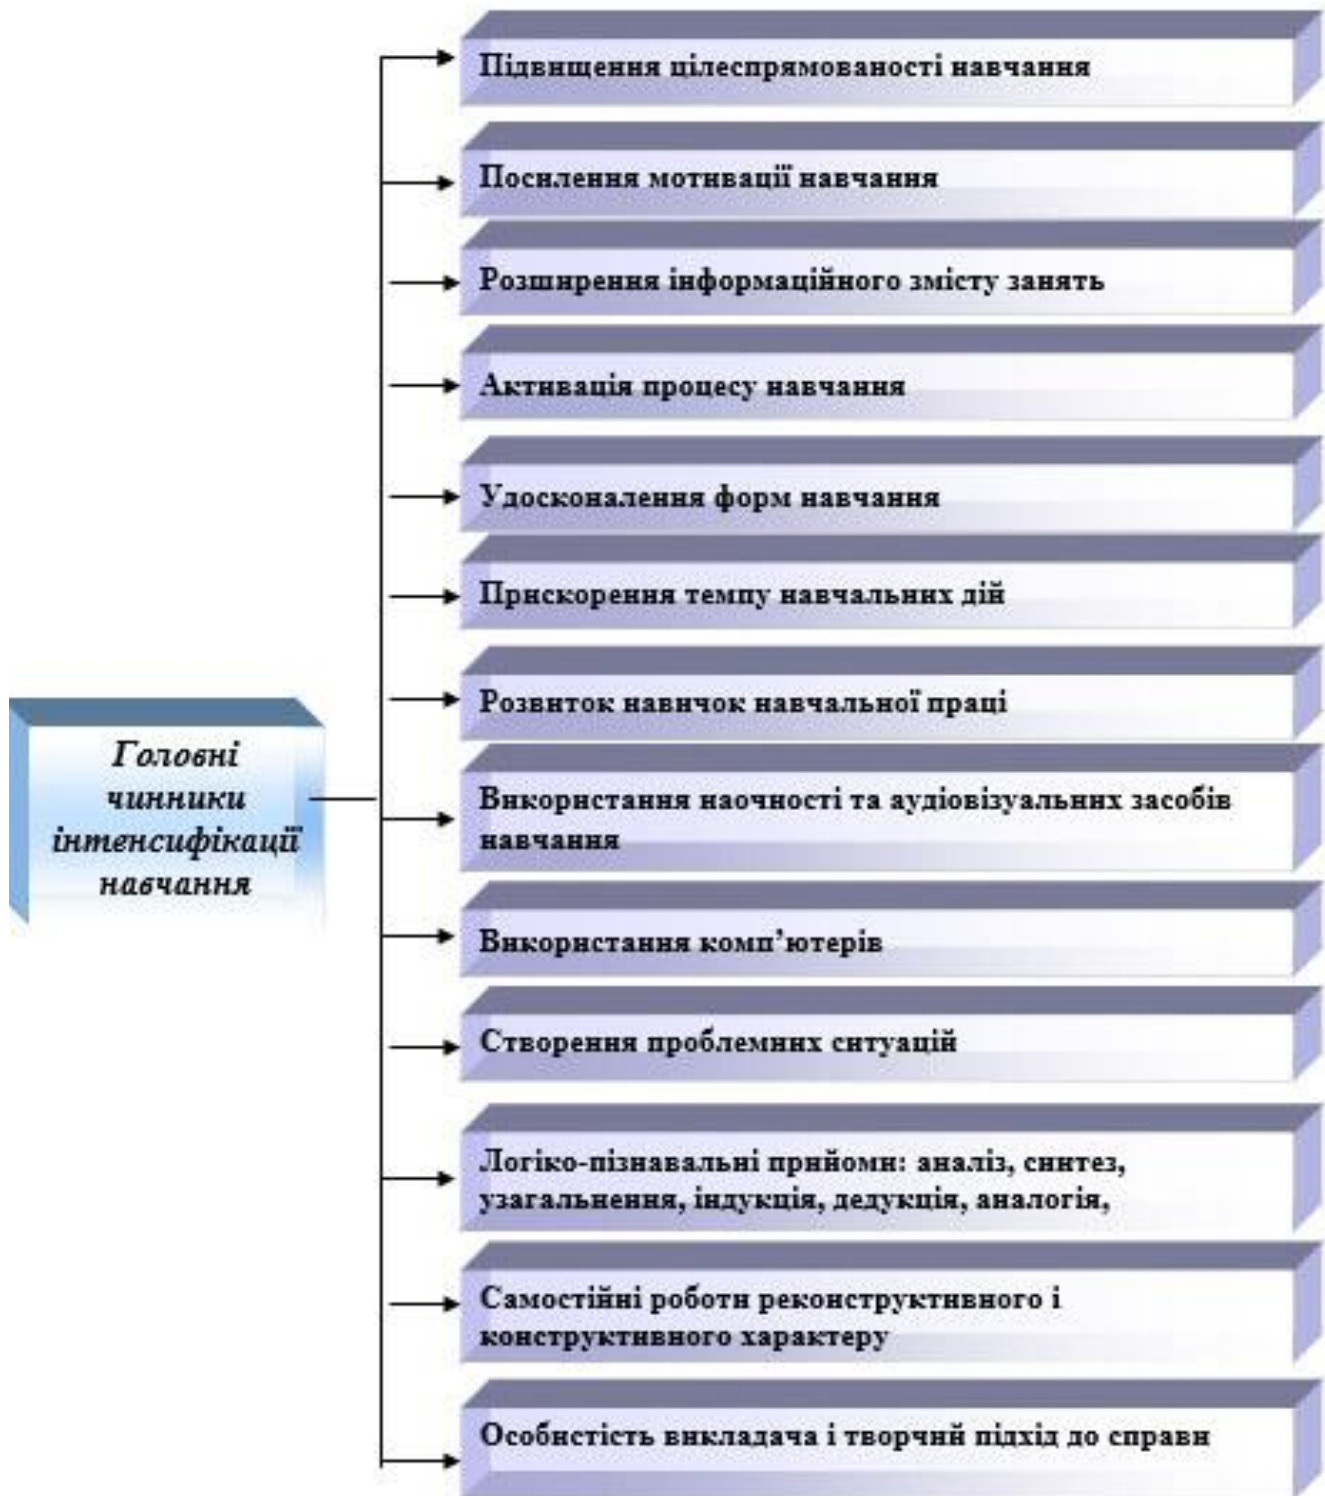 Підвищення цілеспрямованості навчання
Посилення мотивації навчання
Розширення інформаційного змісту занять
Активація процесу навчання
Удосконалення форм навчання
Прискорення темпу навчальних дій
Розвиток навичок навчальної праці
Головні
чинники
інтенсифікації
навчання
Використання наочності та аудіовізуальних засобів
навчання
Використання комп’ютерів
Створення проблемних ситуацій
Логіко-пізнавальні прийоми: аналіз, синтез,
узагальнення, індукція, дедукція, аналогія,
Самостійні роботи реконструктивного і
конструктивного характеру
Особистість викладача і творчий підхід до справи